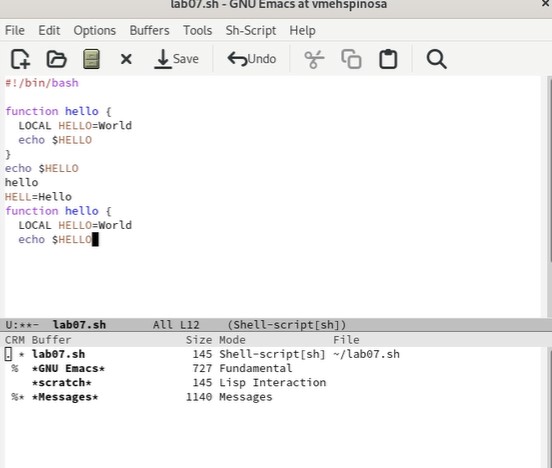 lab07.sh - GNU Emacs at vmehspinosa
File Edit Options Buffers Tools Sh-Script Help
Save Undo
#!/bin/bash
function hello {
  LOCAL HELLO=World
  echo $HELLO
}
echo $HELLO
hello
HELL=Hello
function hello {
  LOCAL HELLO=World
  echo $HELLO
U:**-  lab07.sh       All L12    (Shell-script[sh])
CRM Buffer                Size Mode             File
. * lab07.sh               145 Shell-script[sh] ~/lab07.sh
 %  *GNU Emacs*            727 Fundamental
    *scratch*              145 Lisp Interaction
 %* *Messages*            1140 Messages